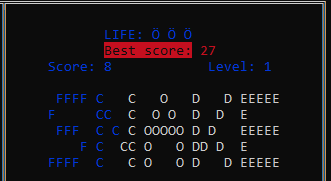 LIFE: Ö Ö Ö
Best score: 27
Score: 8 Level: 1
FFFF C C O D D EEEEE
F CC C O O D D E
FFF C C C OOOOO D D EEEEE
F C CC O O DD D E
FFFF C C O O D D EEEEE